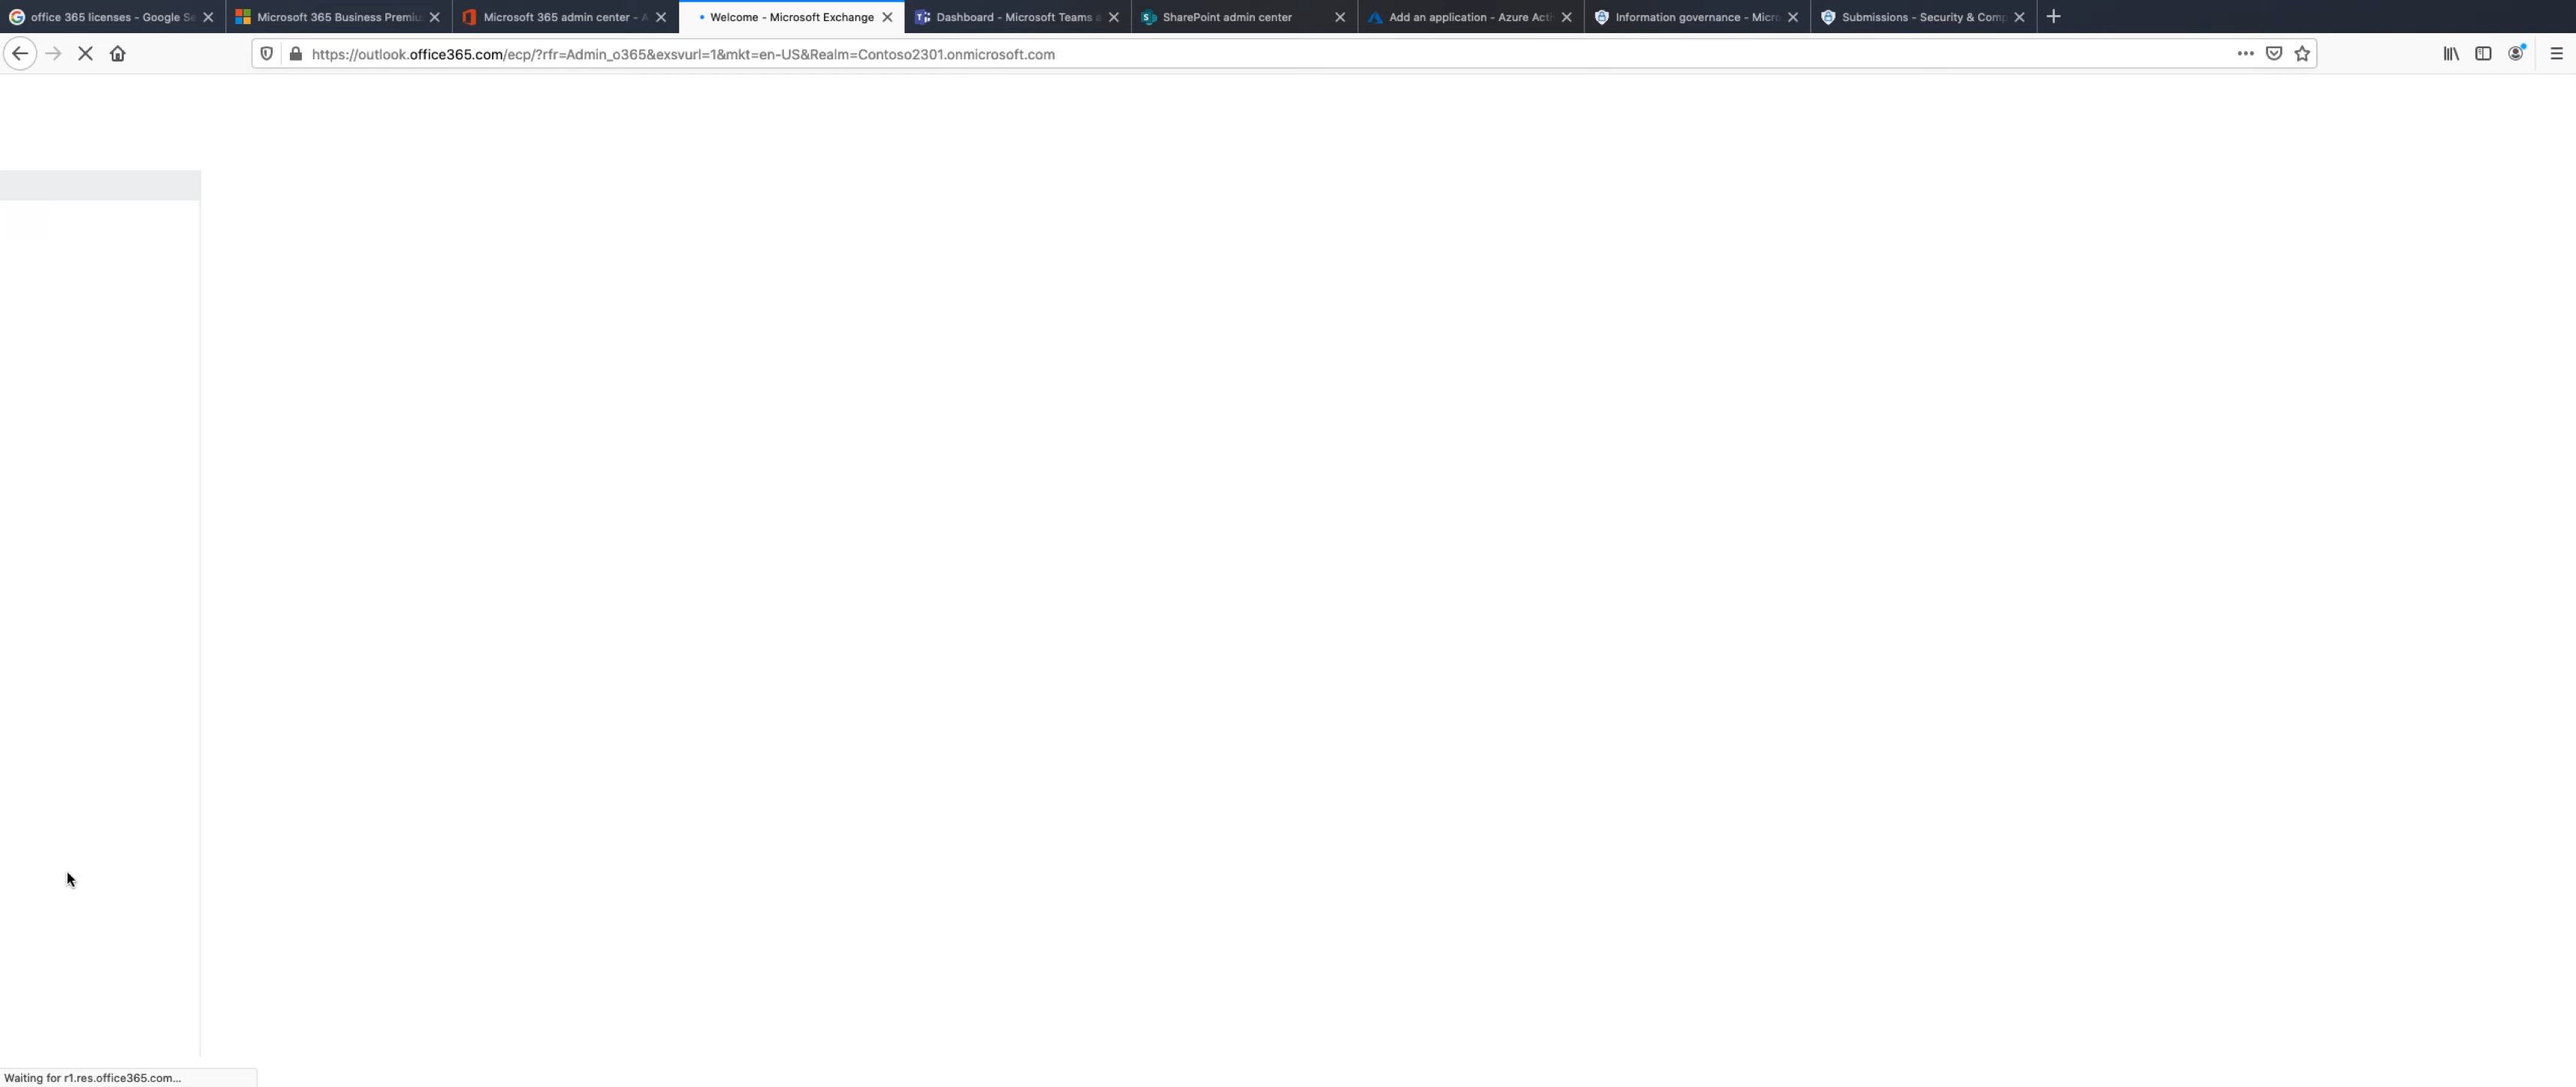 office 365 licenses - Google Se
Microsoft 365 Business Premiu
Microsoft 365 admin center - A
Welcome - Microsoft Exchange
Dashboard - Microsoft Teams a
SharePoint admin center
Add an application - Azure Acti
Information governance - Micro
Submissions - Security & Comp
https://outlook.office365.com/ecp/?rfr=Admin_o365&exsvurl=1&mkt=en-US&Realm=Contoso2301.onmicrosoft.com
Waiting for r1.res.office365.com...